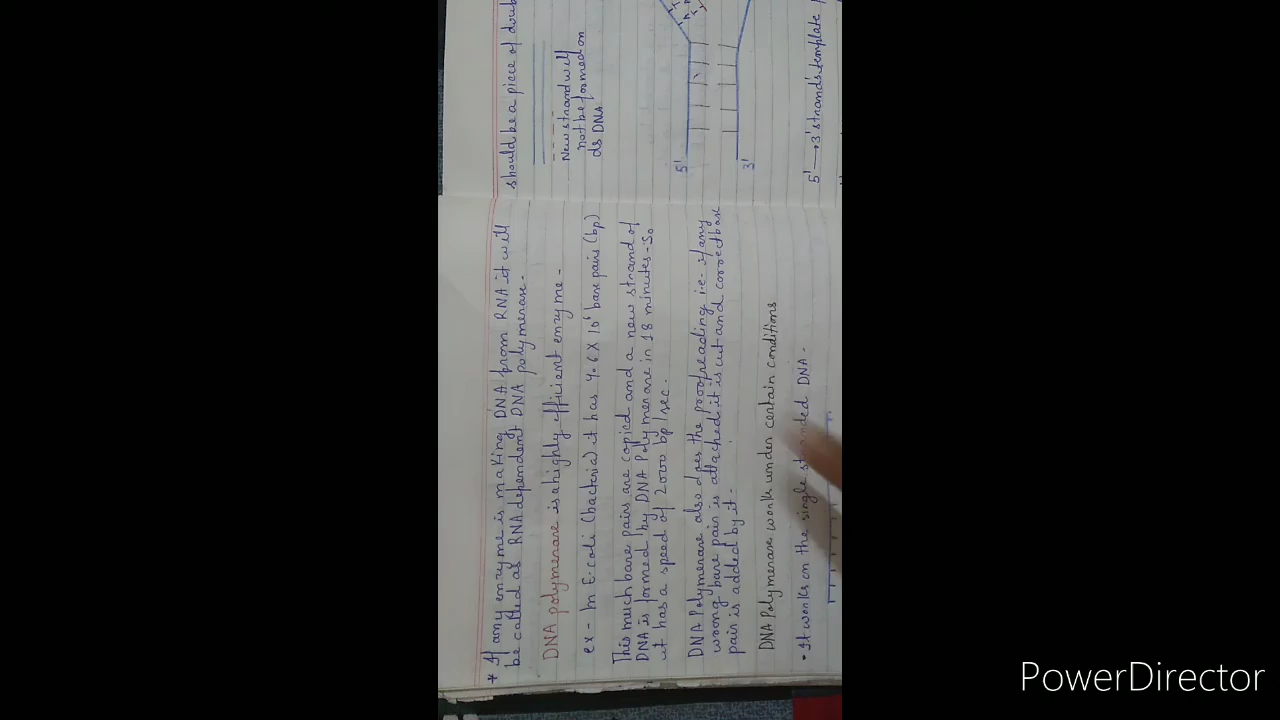 * If any enzyme is making DNA from RNA it will
be called as RNA dependent DNA polymerase.
DNA polymerase is a highly efficient enzyme -
ex - In E. coli (bacteria) it has 4.6 X 10⁶ base pairs (bp)
This much base pairs are copied and a new strand of
DNA is formed by DNA Polymerase in 18 minutes - So
it has a speed of 2000 bp/sec.
DNA Polymerase also does the proofreading i.e. if any
wrong base pair is attached it is cut and correct base
pair is added by it -
DNA Polymerase works under certain conditions
• It works on the single stranded DNA -
should be a piece of doub
New strand will
not be formed on
ds DNA
5'
3'
5' → 3' strand's template
PowerDirector